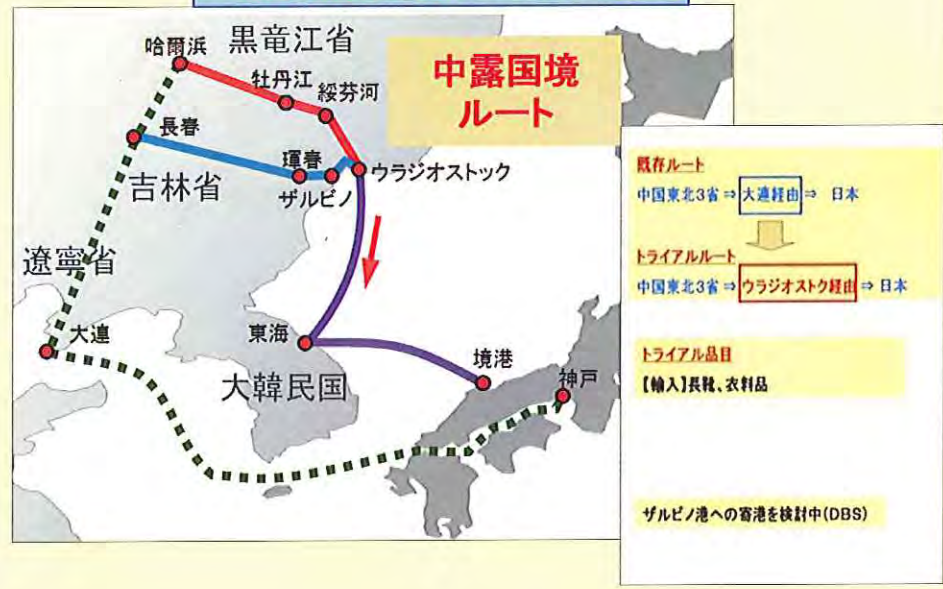 中露国境
ルート
哈爾浜
黒竜江省
牡丹江
綏芬河
長春
琿春
ウラジオストック
ザルビノ
吉林省
遼寧省
大連
東海
大韓民国
境港
神戸
既存ルート
中国東北3省 ⇒ 大連経由 ⇒ 日本
トライアルルート
中国東北3省 ⇒ ウラジオストク経由 ⇒ 日本
トライアル品目
【輸入】長靴、衣料品
ザルビノ港への寄港を検討中(DBS)